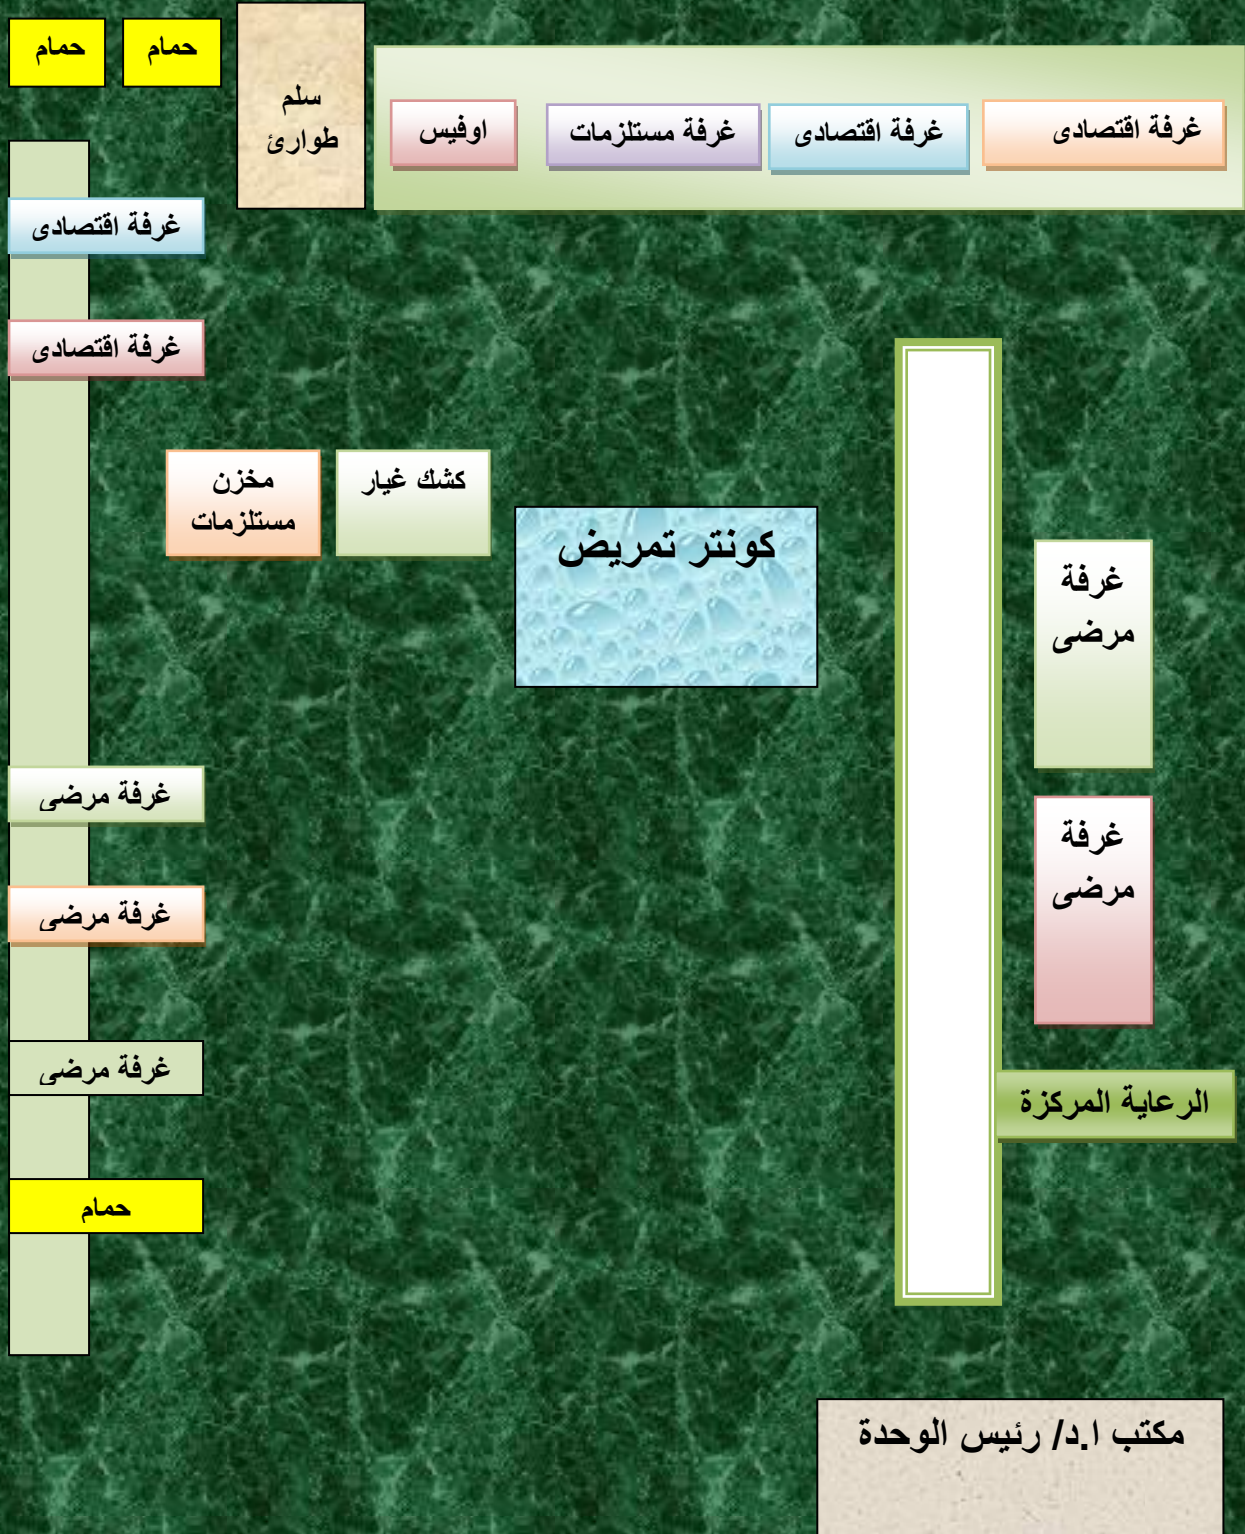 حمام
حمام
سلم
طوارئ
غرفة اقتصادى
غرفة اقتصادى
غرفة مستلزمات
اوفيس
غرفة اقتصادى
غرفة اقتصادى
كشك غيار
مخزن
مستلزمات
كونتر تمريض
غرفة
مرضى
غرفة
مرضى
غرفة مرضى
غرفة مرضى
غرفة مرضى
الرعاية المركزة
حمام
مكتب ا.د/ رئيس الوحدة